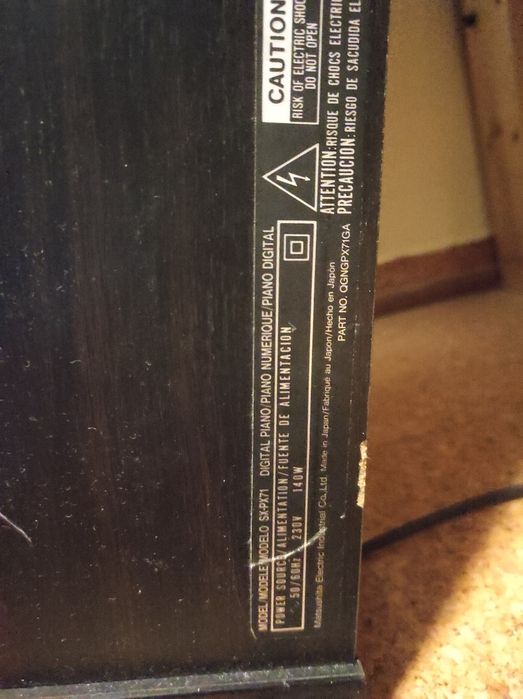 CAUTION
RISK OF ELECTRIC SHOC
DO NOT OPEN
ATTENTION:RISQUE DE CHOCS ELECTRI
PRECAUCION:RIESGO DE SACUDIDA EL
MODEL/MODELE/MODELO SX-PX71 DIGITAL PIANO/PIANO NUMERIQUE/PIANO DIGITAL
POWER SOURCE/ALIMENTATION/FUENTE DE ALIMENTACION
50/60Hz 230V 140W
Matsushita Electric Industrial Co.,Ltd. Made in Japan/Fabriqué au Japon/Hecho en Japón
PART NO. QGNGPX71GA